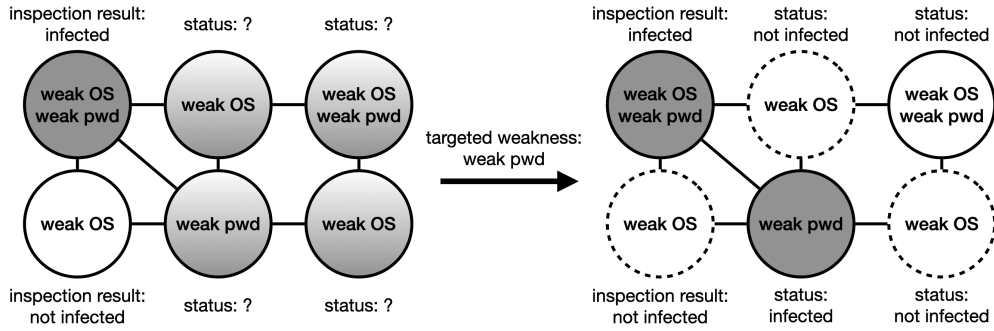 inspection result:
infected
status: ?
status: ?
weak OS
weak pwd
weak OS
weak OS
weak pwd
weak OS
weak pwd
weak OS
inspection result:
not infected
status: ?
status: ?
targeted weakness:
weak pwd
inspection result:
infected
status:
not infected
status:
not infected
weak OS
weak pwd
weak OS
weak OS
weak pwd
weak OS
weak pwd
weak OS
inspection result:
not infected
status:
infected
status:
not infected